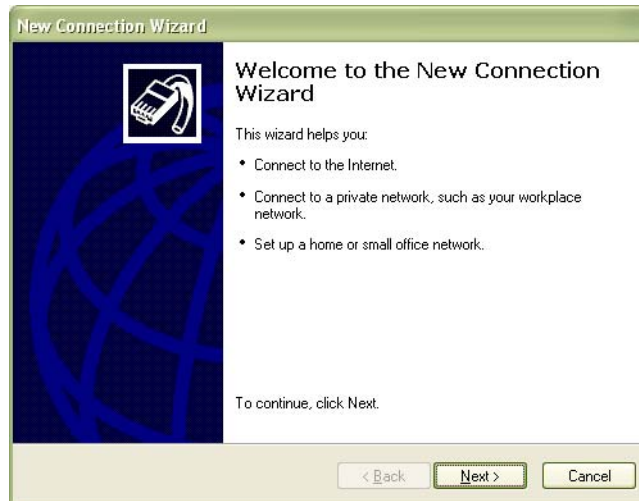 New Connection Wizard
Welcome to the New Connection
Wizard
This wizard helps you:
• Connect to the Internet.
• Connect to a private network, such as your workplace
network.
• Set up a home or small office network.
To continue, click Next.
< Back
Next >
Cancel